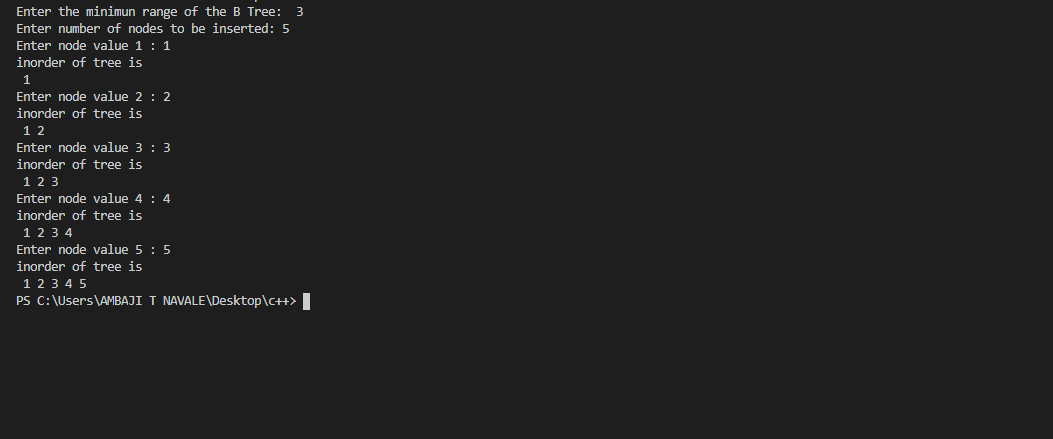 Enter the minimun range of the B Tree:  3
Enter number of nodes to be inserted: 5
Enter node value 1 : 1
inorder of tree is
 1
Enter node value 2 : 2
inorder of tree is
 1 2
Enter node value 3 : 3
inorder of tree is
 1 2 3
Enter node value 4 : 4
inorder of tree is
 1 2 3 4
Enter node value 5 : 5
inorder of tree is
 1 2 3 4 5
PS C:\Users\AMBAJI T NAVALE\Desktop\c++>